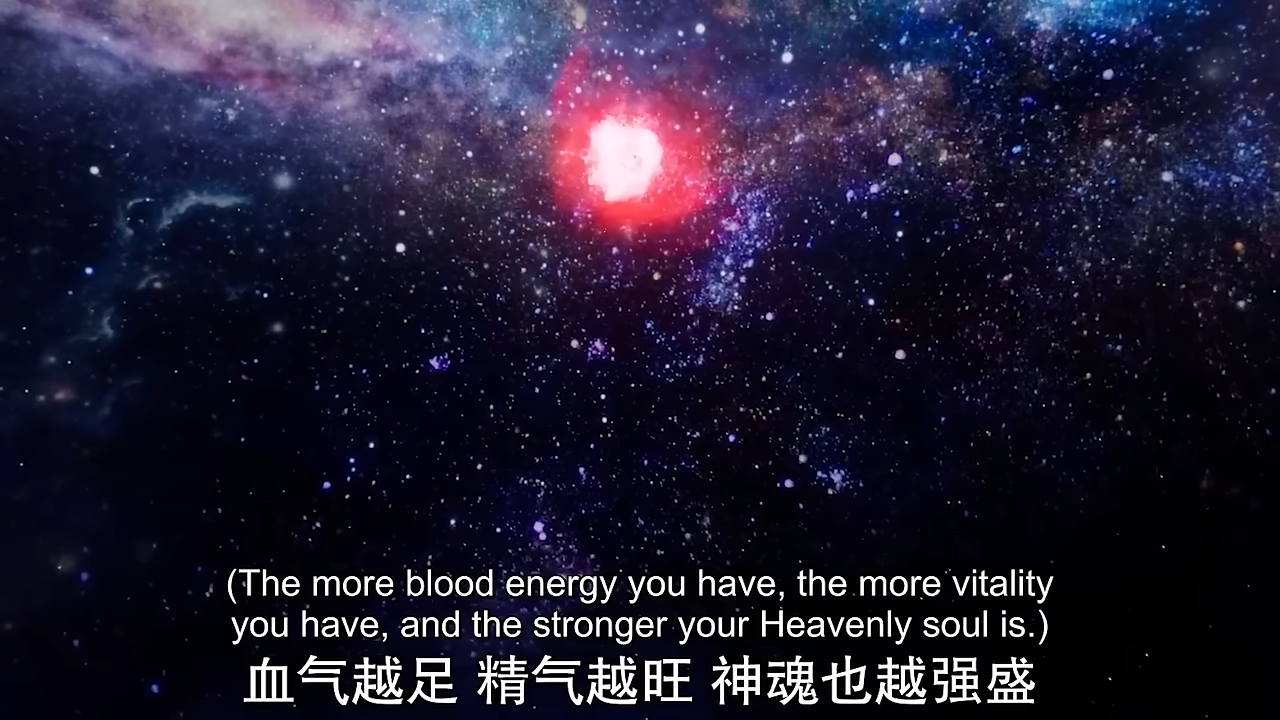 (The more blood energy you have, the more vitality
you have, and the stronger your Heavenly soul is.)
血气越足 精气越旺 神魂也越强盛